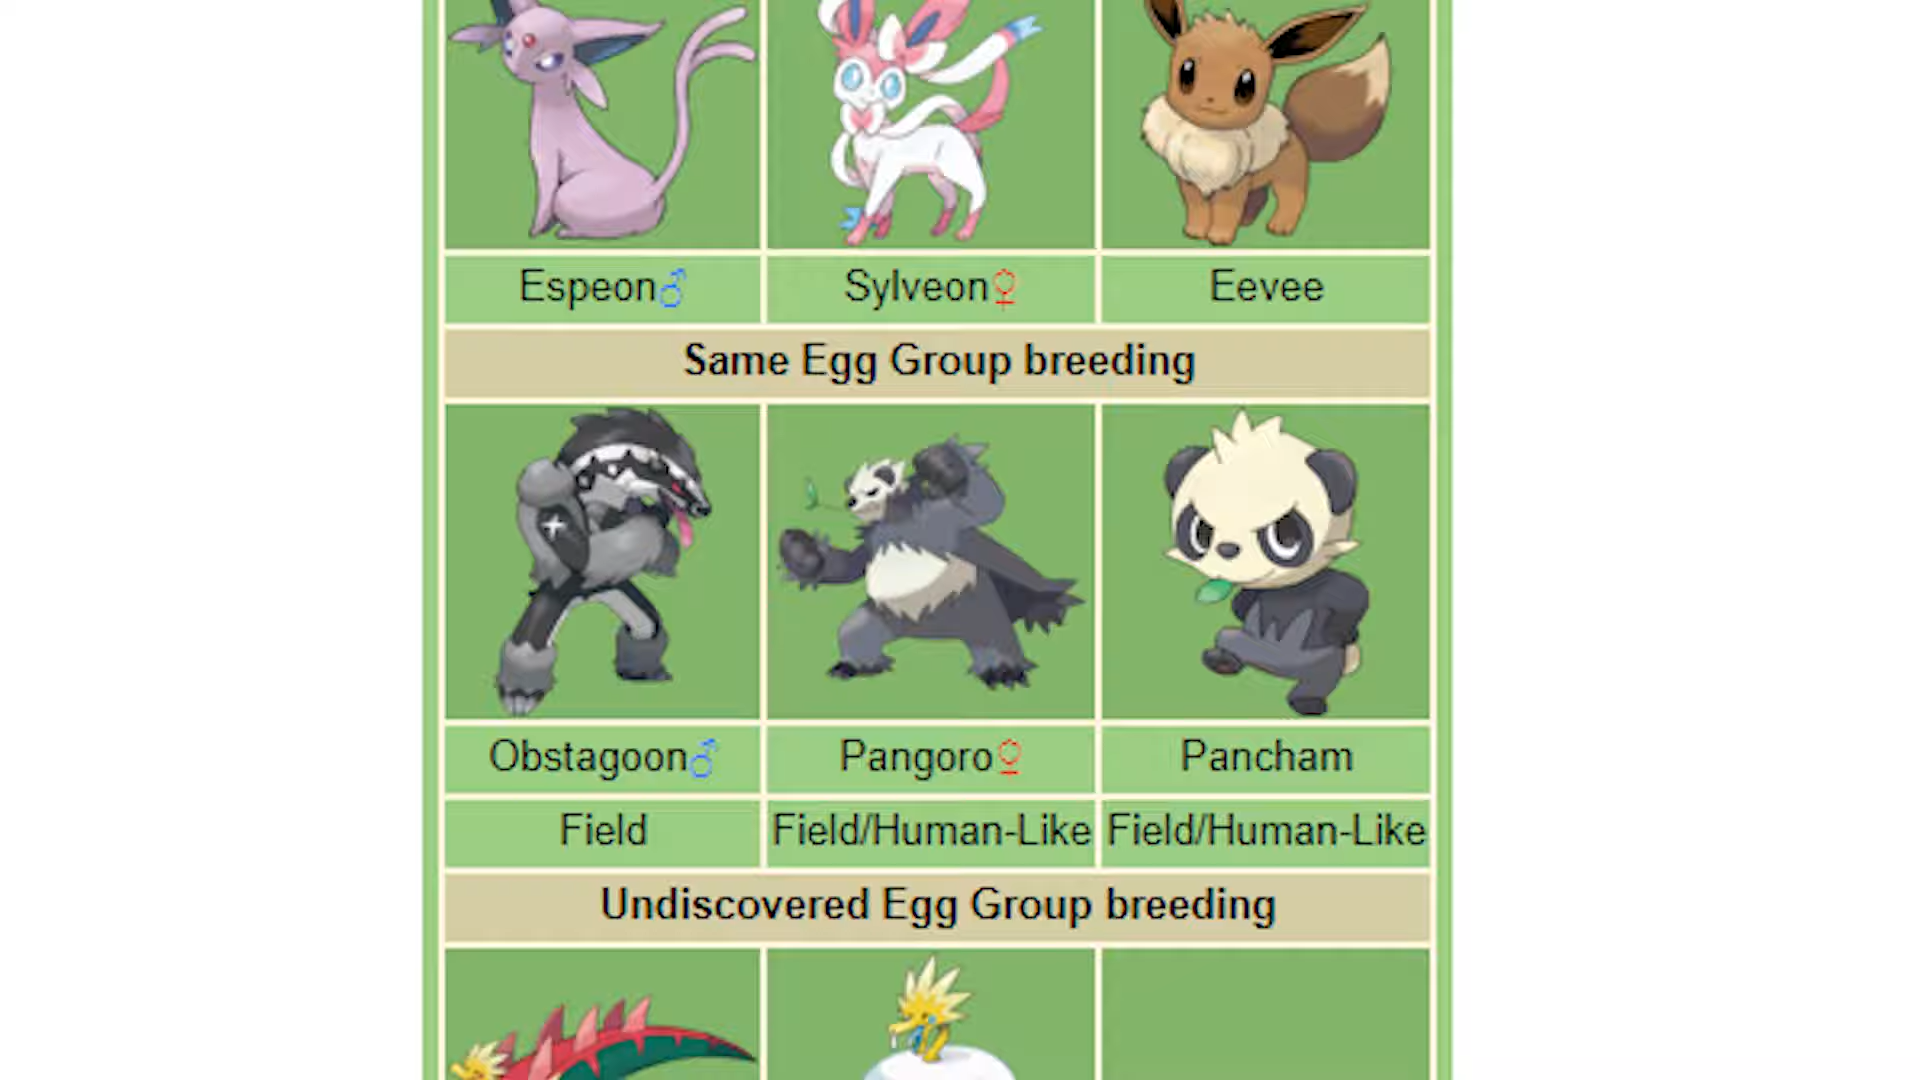 Espeon♂ Sylveon♀ Eevee
Same Egg Group breeding
Obstagoon♂ Pangoro♀ Pancham
Field Field/Human-Like Field/Human-Like
Undiscovered Egg Group breeding